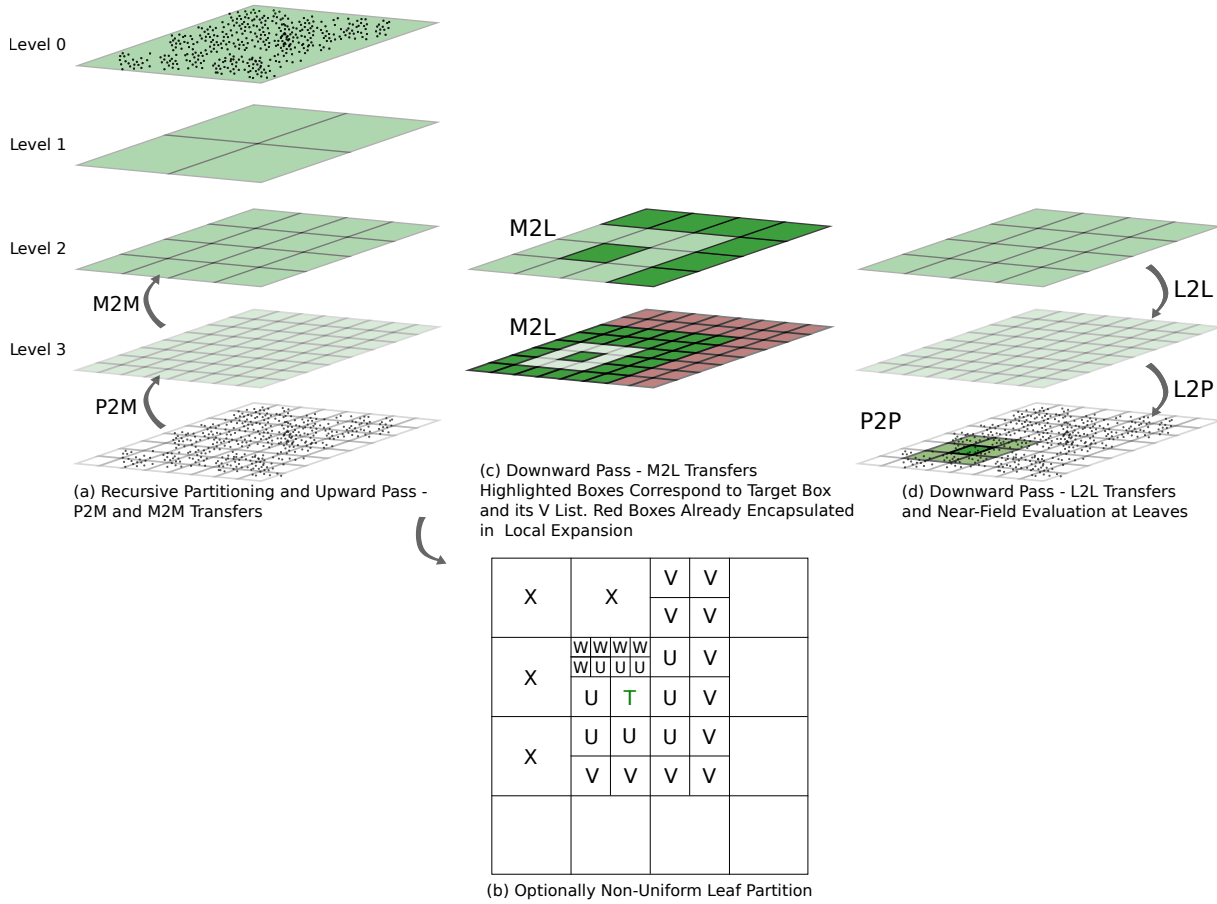 Level 0
Level 1
Level 2
M2M
Level 3
P2M
(a) Recursive Partitioning and Upward Pass -
P2M and M2M Transfers
M2L
M2L
(c) Downward Pass - M2L Transfers
Highlighted Boxes Correspond to Target Box
and its V List. Red Boxes Already Encapsulated
in Local Expansion
L2L
L2P
P2P
(d) Downward Pass - L2L Transfers
and Near-Field Evaluation at Leaves
X X V V
V V
W W W W
W U U U
X U V
U T U V
X U U U V
V V V V
(b) Optionally Non-Uniform Leaf Partition